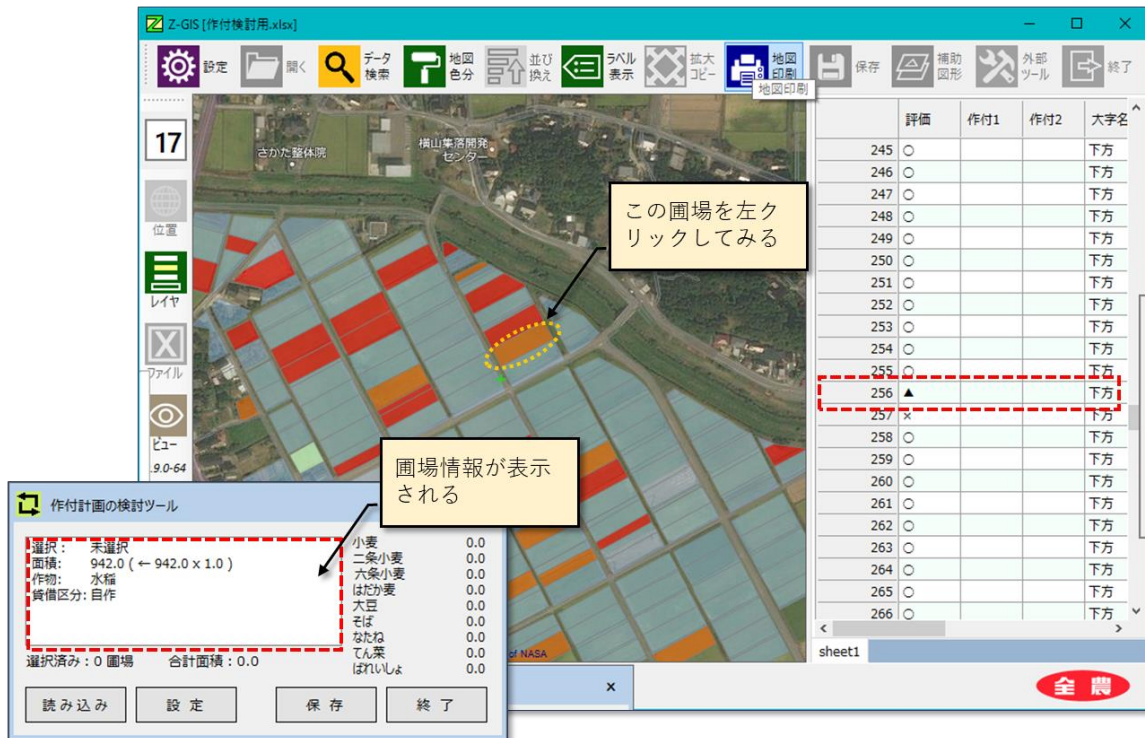 Z-GIS [作付検討用.xlsx]
設定
開く
データ
検索
地図
色分
並び
換え
ラベル
表示
拡大
コピー
地図
印刷
保存
補助
図形
外部
ツール
終了
地図印刷
17
位置
レイヤ
ファイル
ビュー
.9.0-64
さかた整体院
横山集落開発
センター
この圃場を左ク
リックしてみる
圃場情報が表示
される
of NASA
評価 作付1 作付2 大字名
245 ○ 下方
246 ○ 下方
247 ○ 下方
248 ○ 下方
249 ○ 下方
250 ○ 下方
251 ○ 下方
252 ○ 下方
253 ○ 下方
254 ○ 下方
255 ○ 下方
256 ▲ 下方
257 × 下方
258 ○ 下方
259 ○ 下方
260 ○ 下方
261 ○ 下方
262 ○ 下方
263 ○ 下方
264 ○ 下方
265 ○ 下方
266 ○ 下方
sheet1
全農
作付計画の検討ツール
選択： 未選択
面積: 942.0 ( ← 942.0 x 1.0 )
作物: 水稲
貸借区分: 自作
小麦 0.0
二条小麦 0.0
六条小麦 0.0
はだか麦 0.0
大豆 0.0
そば 0.0
なたね 0.0
てん菜 0.0
ばれいしょ 0.0
選択済み：0 圃場 合計面積：0.0
読み込み
設 定
保 存
終 了